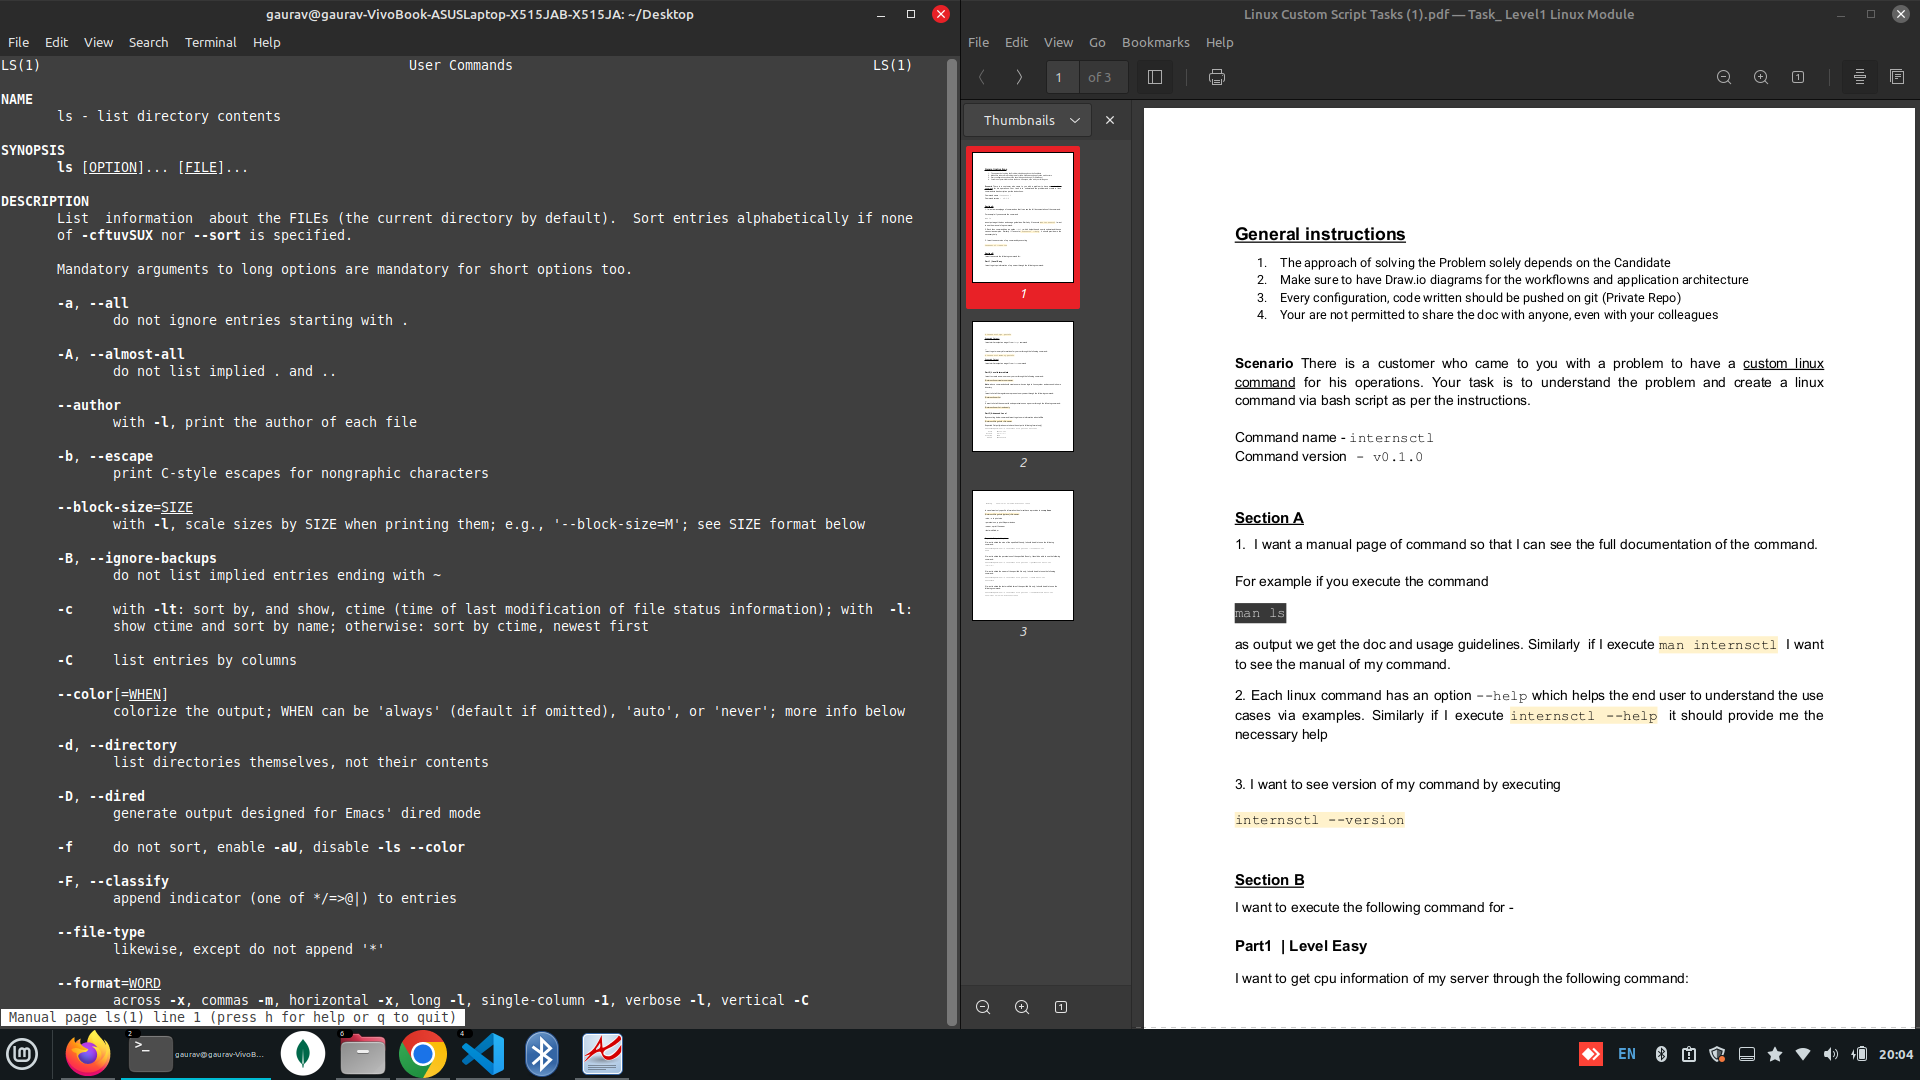 gaurav@gaurav-VivoBook-ASUSLaptop-X515JAB-X515JA: ~/Desktop
File Edit View Search Terminal Help
LS(1) User Commands LS(1)
NAME
ls - list directory contents
SYNOPSIS
ls [OPTION]... [FILE]...
DESCRIPTION
List information about the FILEs (the current directory by default). Sort entries alphabetically if none
of -cftuvSUX nor --sort is specified.
Mandatory arguments to long options are mandatory for short options too.
-a, --all
do not ignore entries starting with .
-A, --almost-all
do not list implied . and ..
--author
with -l, print the author of each file
-b, --escape
print C-style escapes for nongraphic characters
--block-size=SIZE
with -l, scale sizes by SIZE when printing them; e.g., '--block-size=M'; see SIZE format below
-B, --ignore-backups
do not list implied entries ending with ~
-c with -lt: sort by, and show, ctime (time of last modification of file status information); with -l:
show ctime and sort by name; otherwise: sort by ctime, newest first
-C list entries by columns
--color[=WHEN]
colorize the output; WHEN can be 'always' (default if omitted), 'auto', or 'never'; more info below
-d, --directory
list directories themselves, not their contents
-D, --dired
generate output designed for Emacs' dired mode
-f do not sort, enable -aU, disable -ls --color
-F, --classify
append indicator (one of */=>@|) to entries
--file-type
likewise, except do not append '*'
--format=WORD
across -x, commas -m, horizontal -x, long -l, single-column -1, verbose -l, vertical -C
Manual page ls(1) line 1 (press h for help or q to quit)
Linux Custom Script Tasks (1).pdf — Task_ Level1 Linux Module
File Edit View Go Bookmarks Help
1 of 3
Thumbnails
1
2
3
General instructions
1. The approach of solving the Problem solely depends on the Candidate
2. Make sure to have Draw.io diagrams for the workflowns and application architecture
3. Every configuration, code written should be pushed on git (Private Repo)
4. Your are not permitted to share the doc with anyone, even with your colleagues
Scenario There is a customer who came to you with a problem to have a custom linux
command for his operations. Your task is to understand the problem and create a linux
command via bash script as per the instructions.
Command name - internsctl
Command version - v0.1.0
Section A
1. I want a manual page of command so that I can see the full documentation of the command.
For example if you execute the command
man ls
as output we get the doc and usage guidelines. Similarly if I execute man internsctl I want
to see the manual of my command.
2. Each linux command has an option --help which helps the end user to understand the use
cases via examples. Similarly if I execute internsctl --help it should provide me the
necessary help
3. I want to see version of my command by executing
internsctl --version
Section B
I want to execute the following command for -
Part1 | Level Easy
I want to get cpu information of my server through the following command:
2
gaurav@gaurav-VivoB...
6
4
EN
20:04